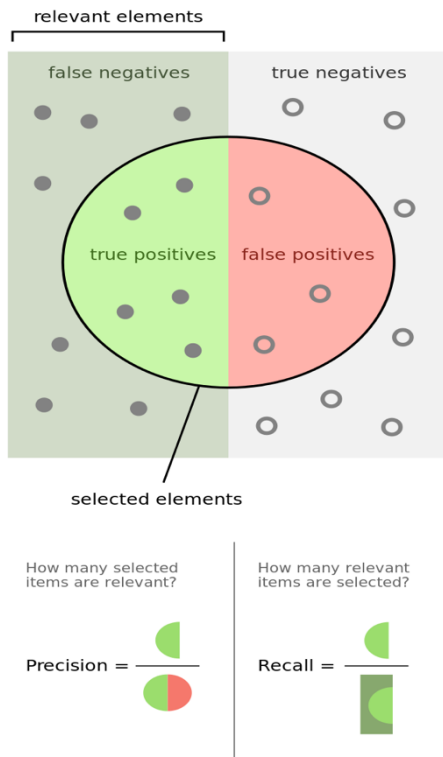 relevant elements
false negatives
true negatives
true positives
false positives
selected elements
How many selected
items are relevant?
How many relevant
items are selected?
Precision =
Recall =